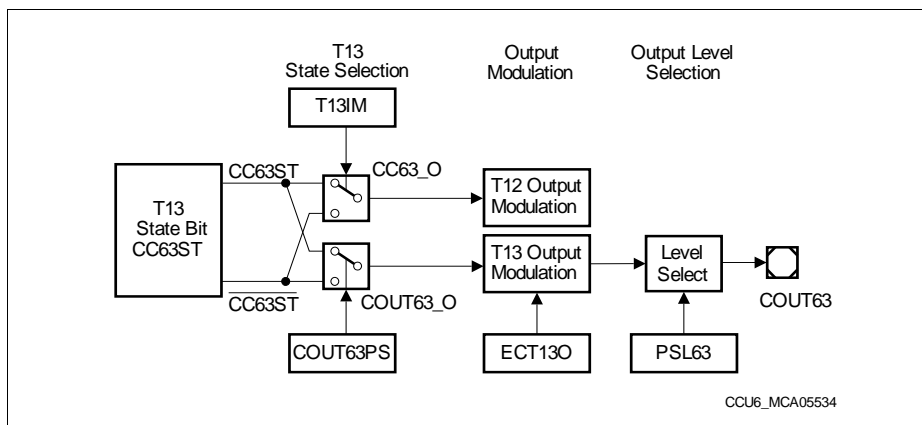 T13
State Selection
Output
Modulation
Output Level
Selection
T13IM
CC63ST
CC63_O
T13
State Bit
CC63ST
T12 Output
Modulation
T13 Output
Modulation
Level
Select
CC63ST
COUT63_O
COUT63
COUT63PS
ECT13O
PSL63
CCU6_MCA05534